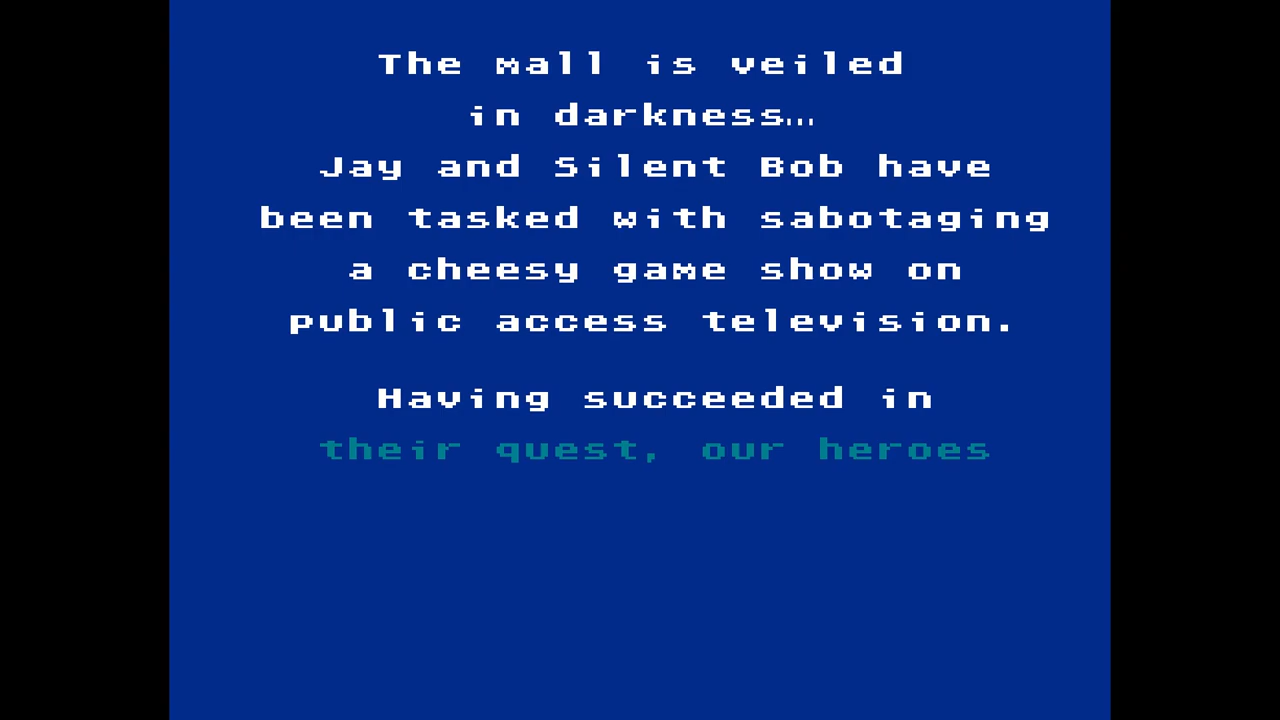 The mall is veiled
in darkness...
Jay and Silent Bob have
been tasked with sabotaging
a cheesy game show on
public access television.
Having succeeded in
their quest, our heroes